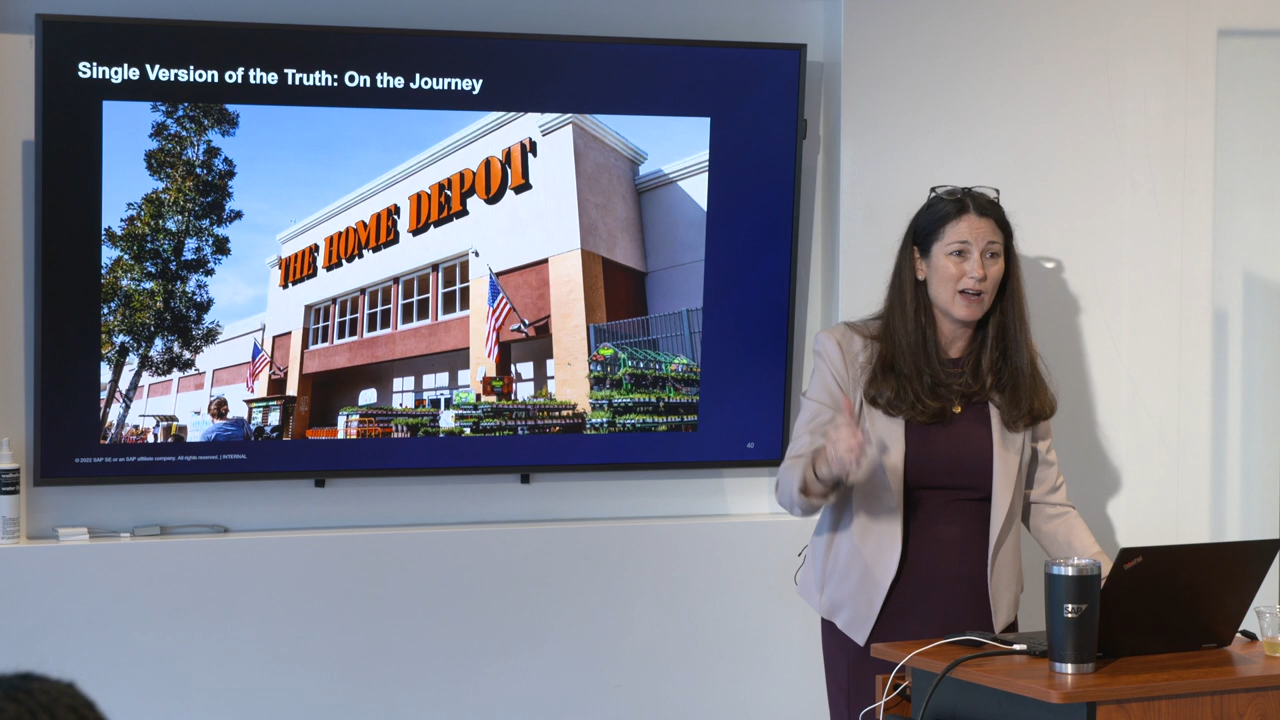 Single Version of the Truth: On the Journey
THE HOME DEPOT
© 2022 SAP SE or an SAP affiliate company. All rights reserved. | INTERNAL
40
ThinkPad
SAP